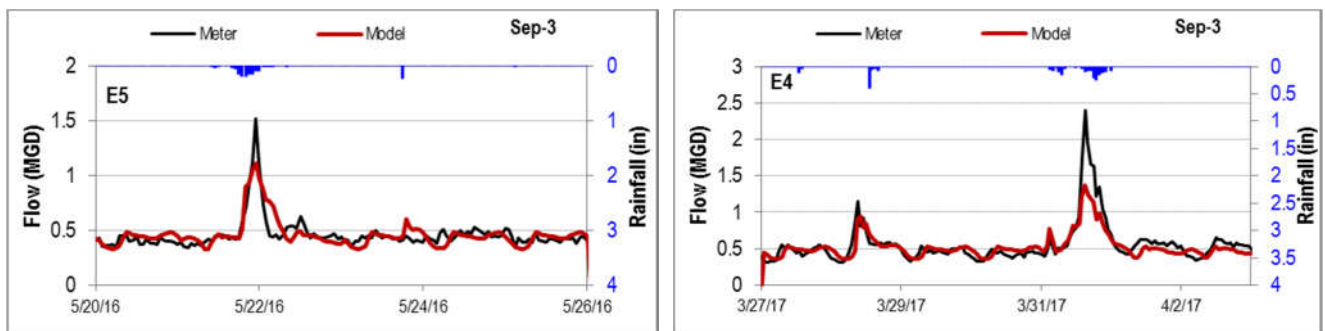 Meter Model Sep-3
E5
Flow (MGD)
2
1.5
1
0.5
0
0
1
2
3
4
Rainfall (in)
5/20/16 5/22/16 5/24/16 5/26/16
Meter Model Sep-3
E4
Flow (MGD)
3
2.5
2
1.5
1
0.5
0
0
0.5
1
1.5
2
2.5
3
3.5
4
Rainfall (in)
3/27/17 3/29/17 3/31/17 4/2/17